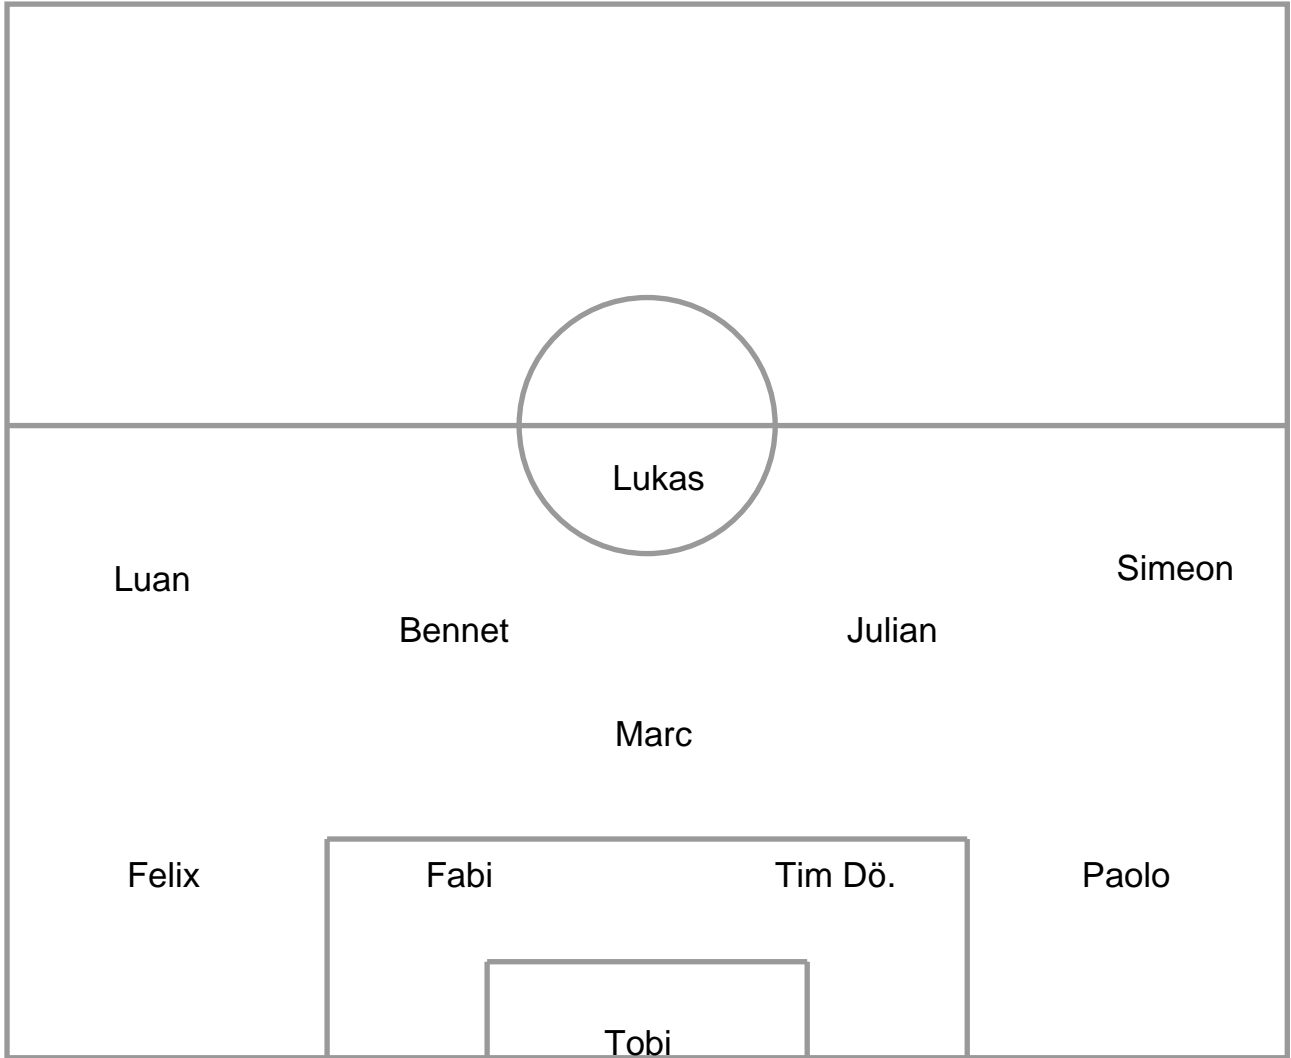 Lukas
Simeon
Luan
Bennet
Julian
Marc
Felix
Fabi
Tim Dö.
Paolo
Tobi